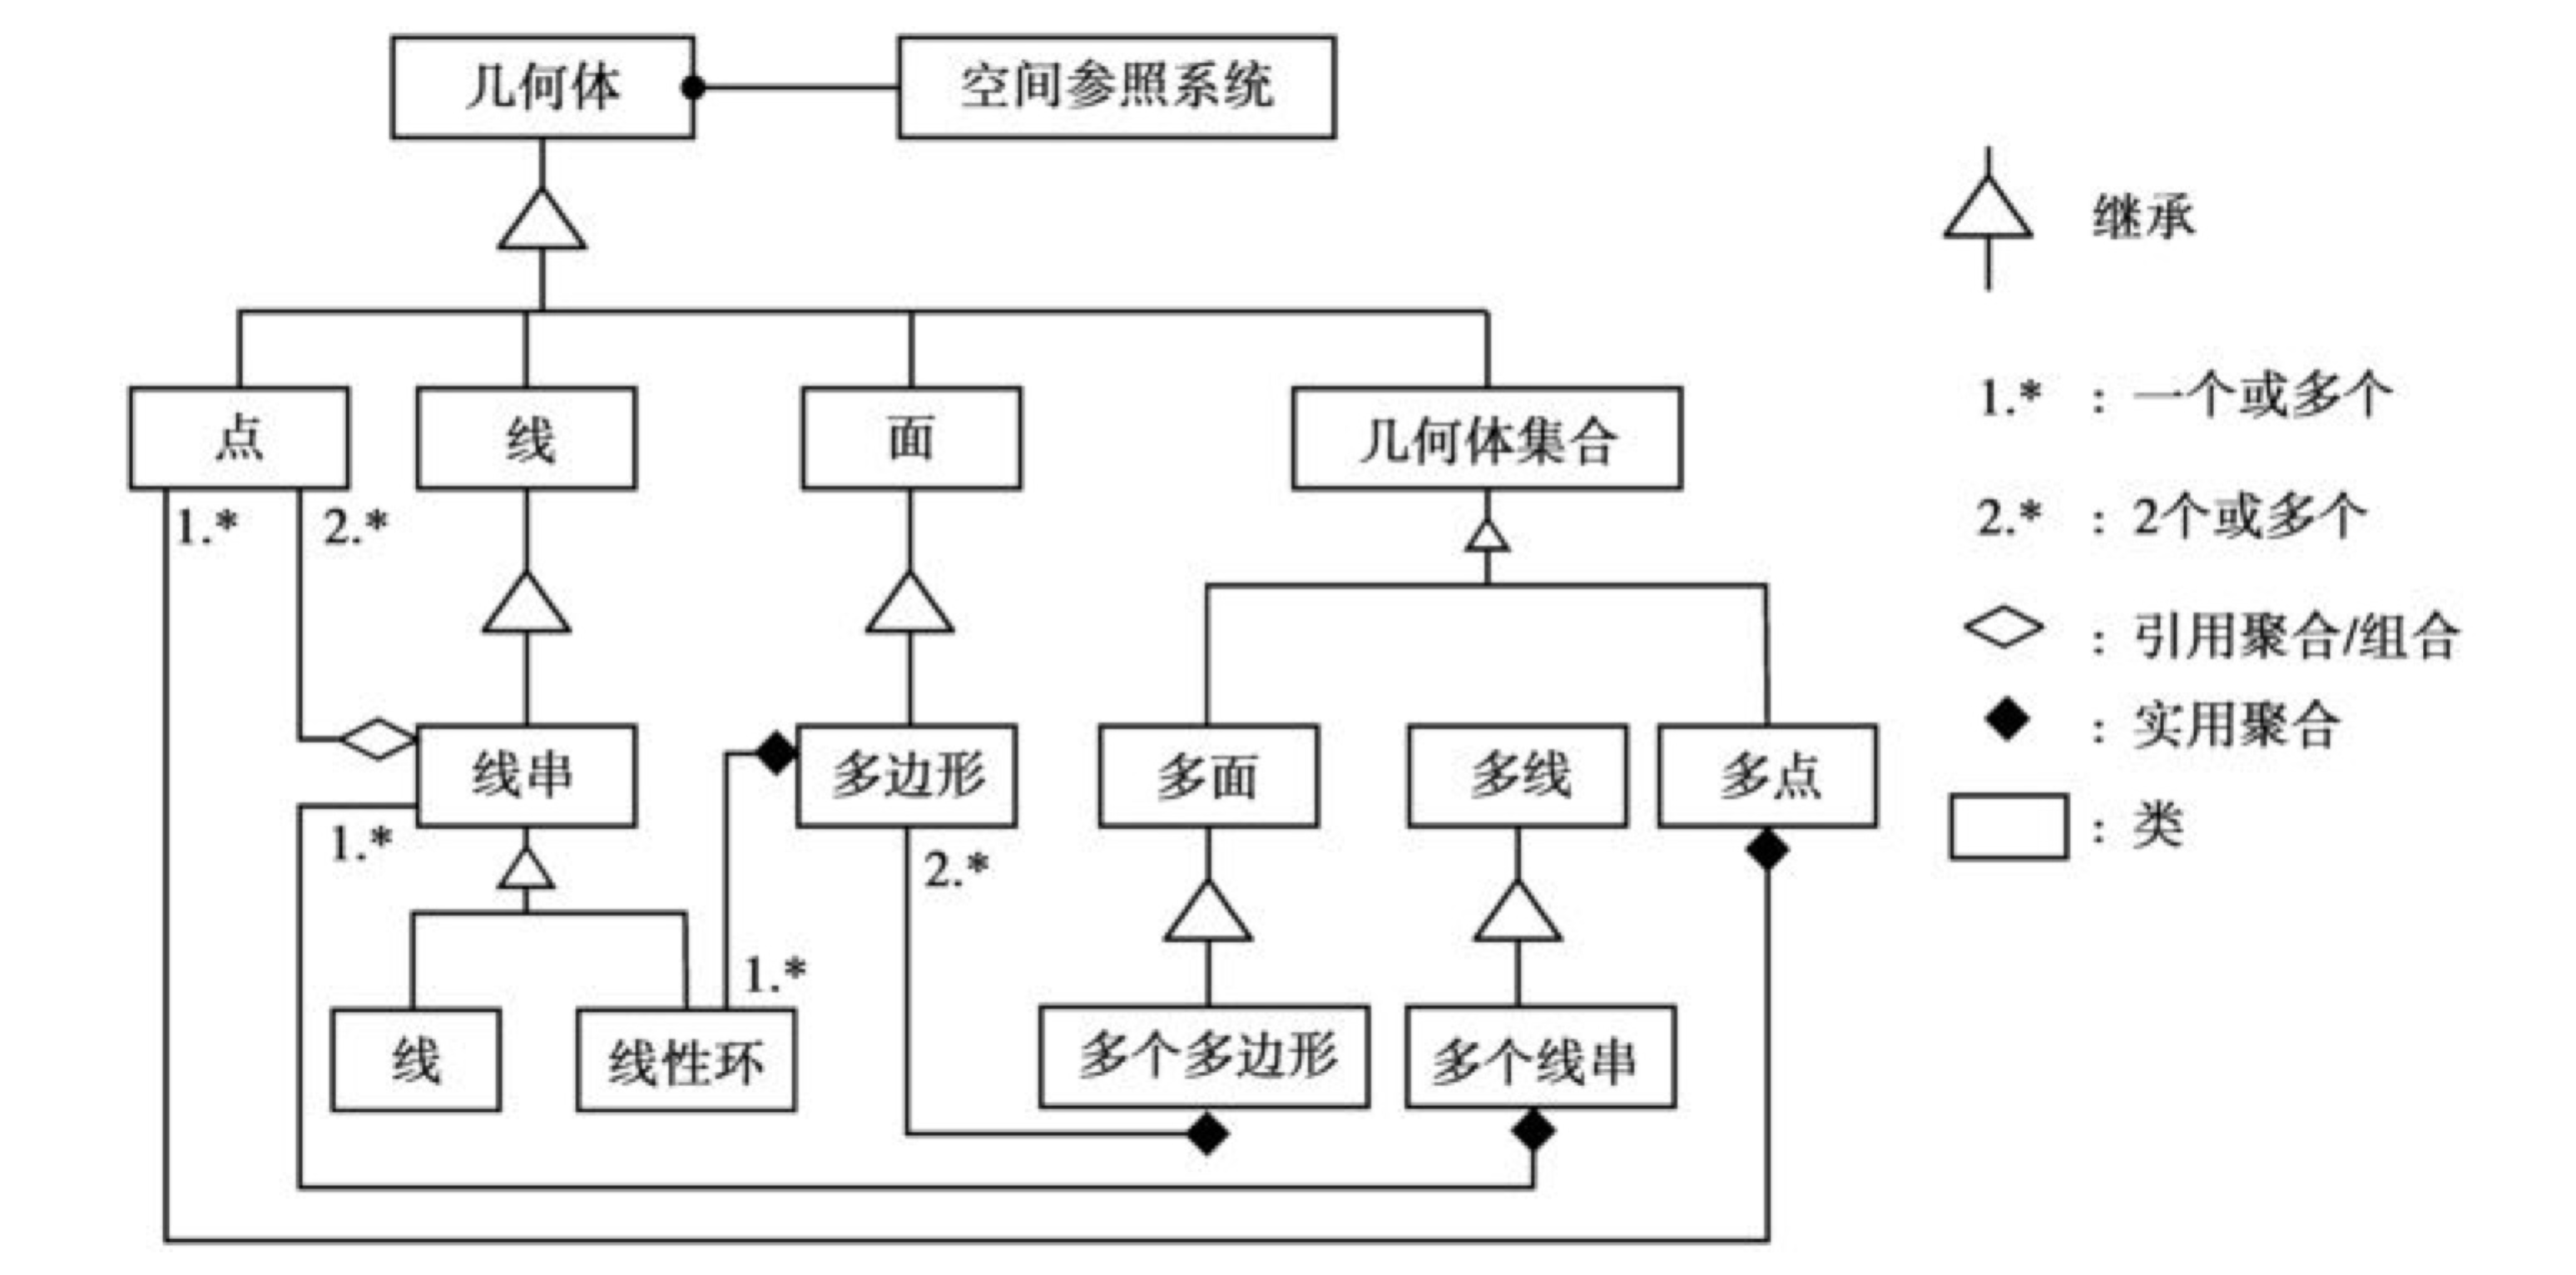 几何体
空间参照系统
继承
点
线
面
几何体集合
1.* : 一个或多个
1.*
2.*
2.* : 2个或多个
: 引用聚合/组合
线串
多边形
多面
多线
多点
: 实用聚合
: 类
1.*
2.*
1.*
线
线性环
多个多边形
多个线串